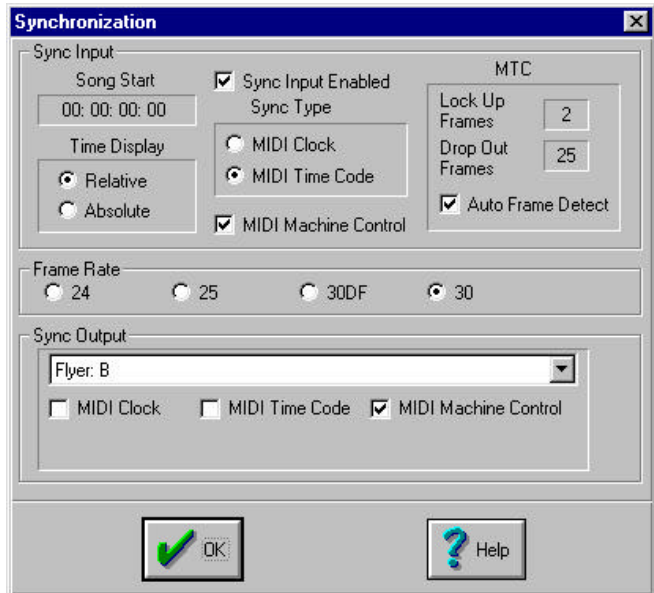 Synchronization
Sync Input
Song Start
00: 00: 00: 00
Time Display
Relative
Absolute
Sync Input Enabled
Sync Type
MIDI Clock
MIDI Time Code
MIDI Machine Control
MTC
Lock Up
Frames
2
Drop Out
Frames
25
Auto Frame Detect
Frame Rate
24
25
30DF
30
Sync Output
Flyer: B
MIDI Clock
MIDI Time Code
MIDI Machine Control
OK
Help